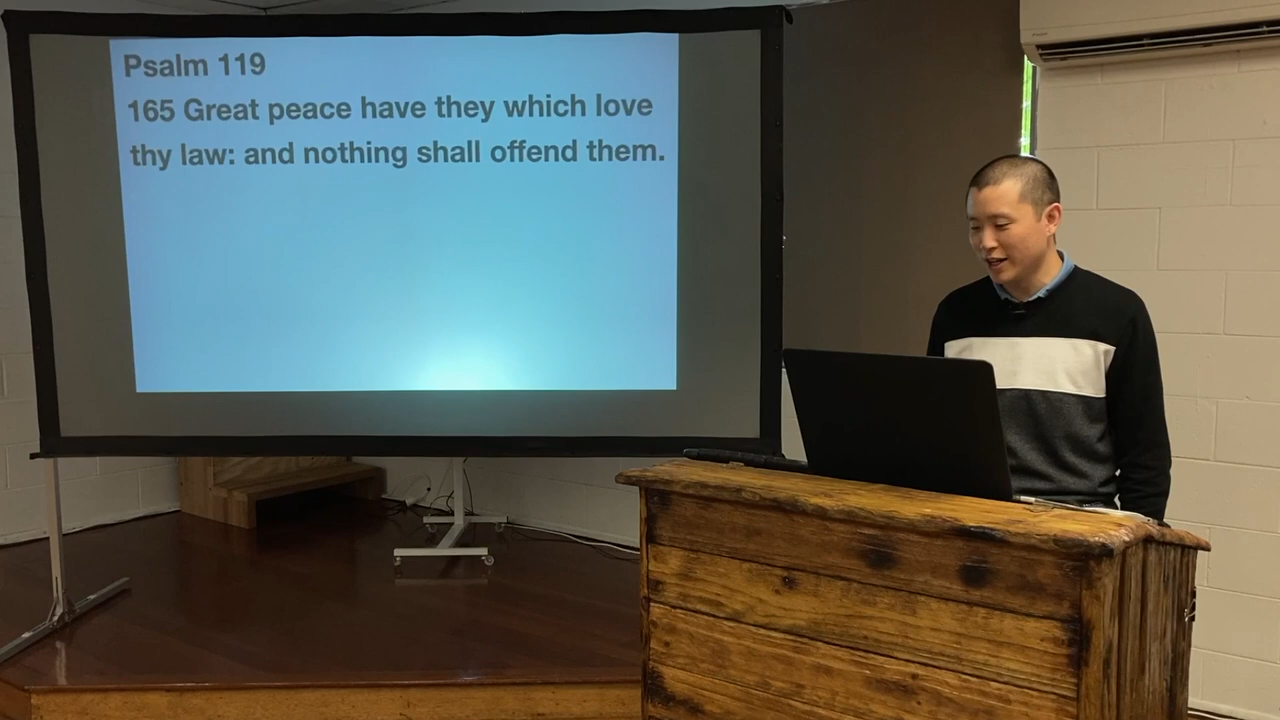 Psalm 119
165 Great peace have they which love
thy law: and nothing shall offend them.